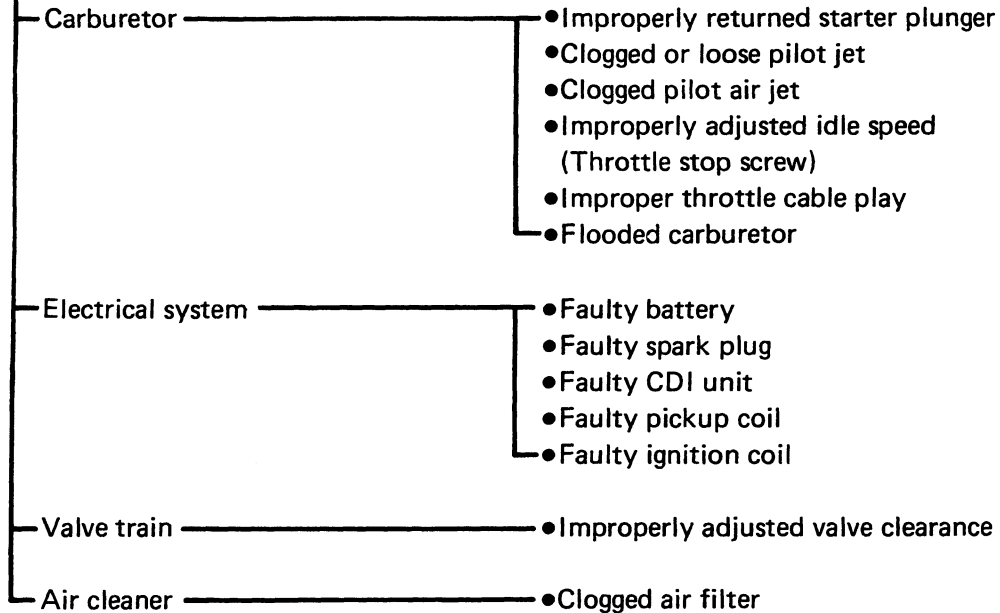 Carburetor ●Improperly returned starter plunger
●Clogged or loose pilot jet
●Clogged pilot air jet
●Improperly adjusted idle speed
(Throttle stop screw)
●Improper throttle cable play
●Flooded carburetor
Electrical system ●Faulty battery
●Faulty spark plug
●Faulty CDI unit
●Faulty pickup coil
●Faulty ignition coil
Valve train ●Improperly adjusted valve clearance
Air cleaner ●Clogged air filter